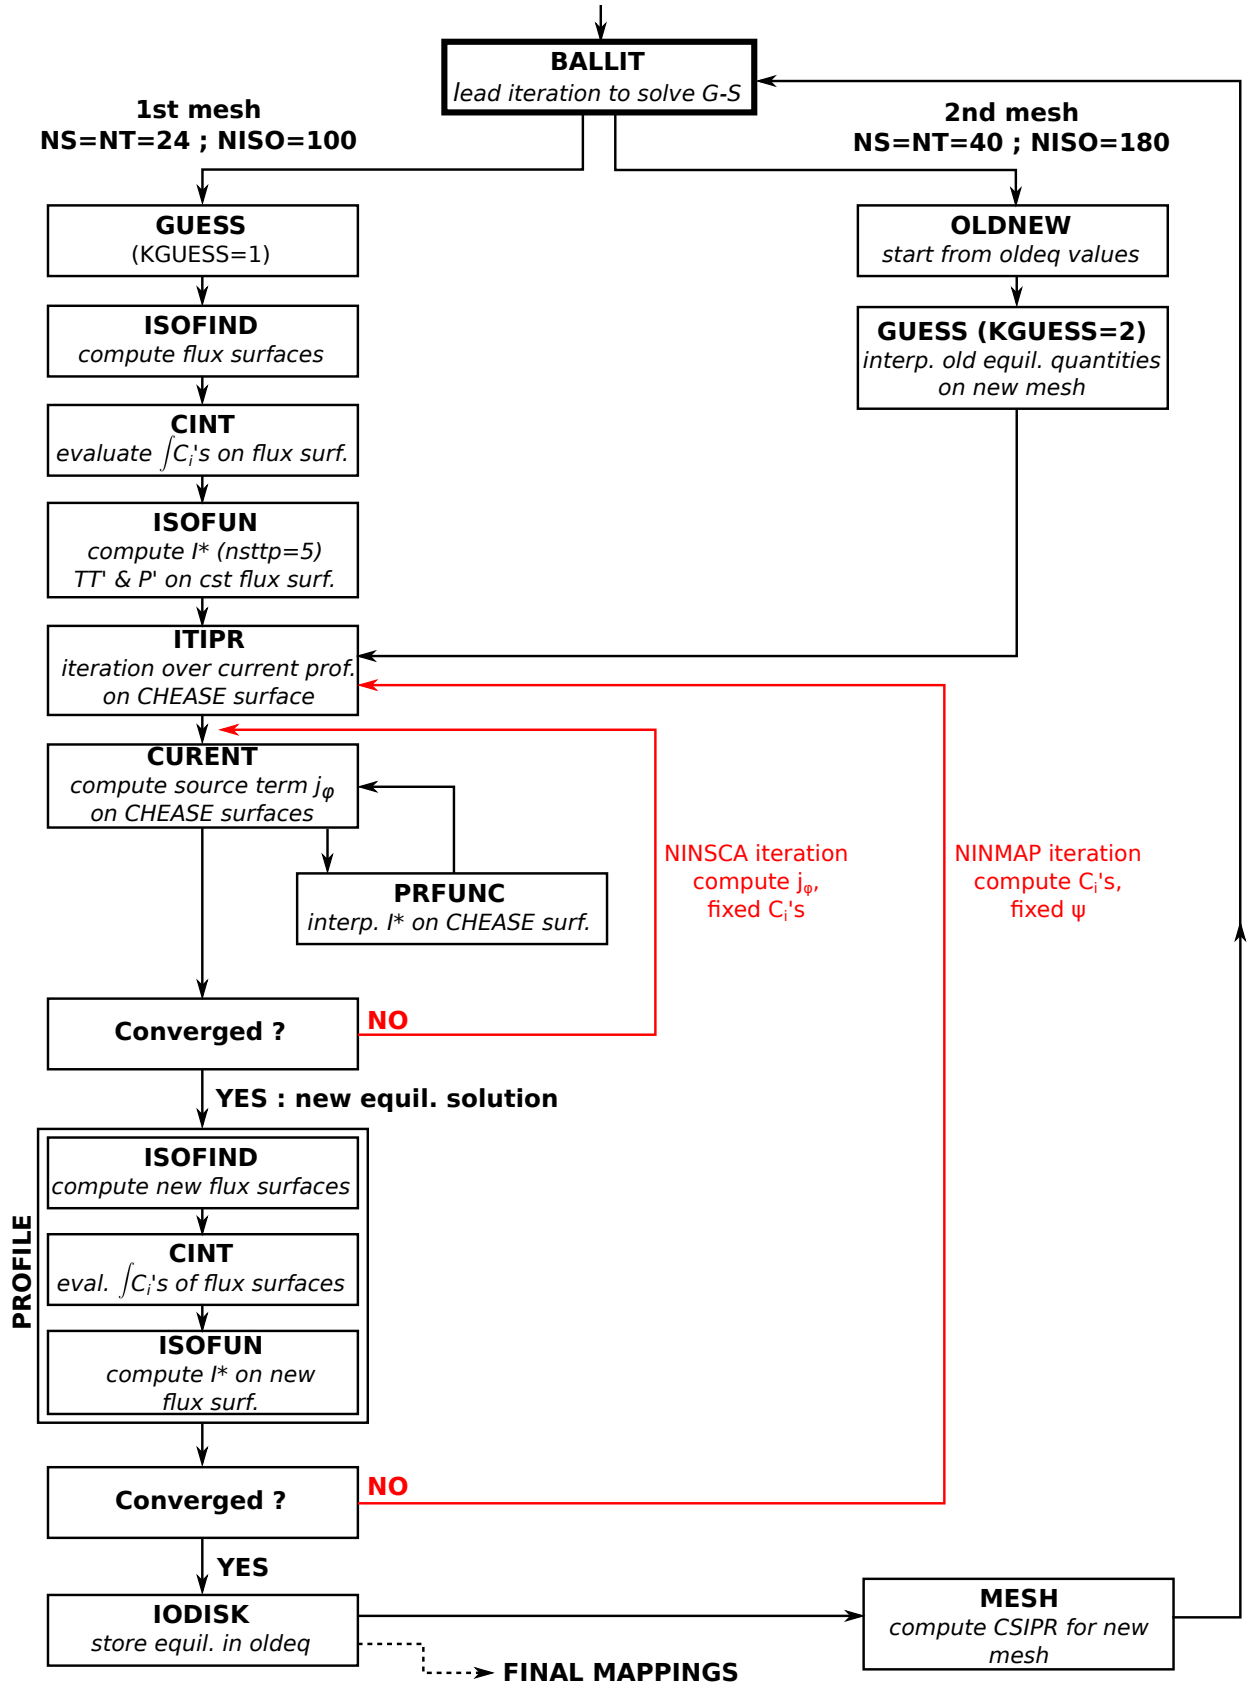 BALLIT
lead iteration to solve G-S
1st mesh
NS=NT=24 ; NISO=100
2nd mesh
NS=NT=40 ; NISO=180
GUESS
(KGUESS=1)
OLDNEW
start from oldeq values
ISOFIND
compute flux surfaces
GUESS (KGUESS=2)
interp. old equil. quantities
on new mesh
CINT
evaluate ∫Cᵢ's on flux surf.
ISOFUN
compute I* (nsttp=5)
TT' & P' on cst flux surf.
ITIPR
iteration over current prof.
on CHEASE surface
CURENT
compute source term jφ
on CHEASE surfaces
PRFUNC
interp. I* on CHEASE surf.
NINSCA iteration
compute jφ,
fixed Cᵢ's
NINMAP iteration
compute Cᵢ's,
fixed ψ
Converged ?
NO
YES : new equil. solution
PROFILE
ISOFIND
compute new flux surfaces
CINT
eval. ∫Cᵢ's of flux surfaces
ISOFUN
compute I* on new
flux surf.
Converged ?
NO
YES
IODISK
store equil. in oldeq
MESH
compute CSIPR for new
mesh
FINAL MAPPINGS